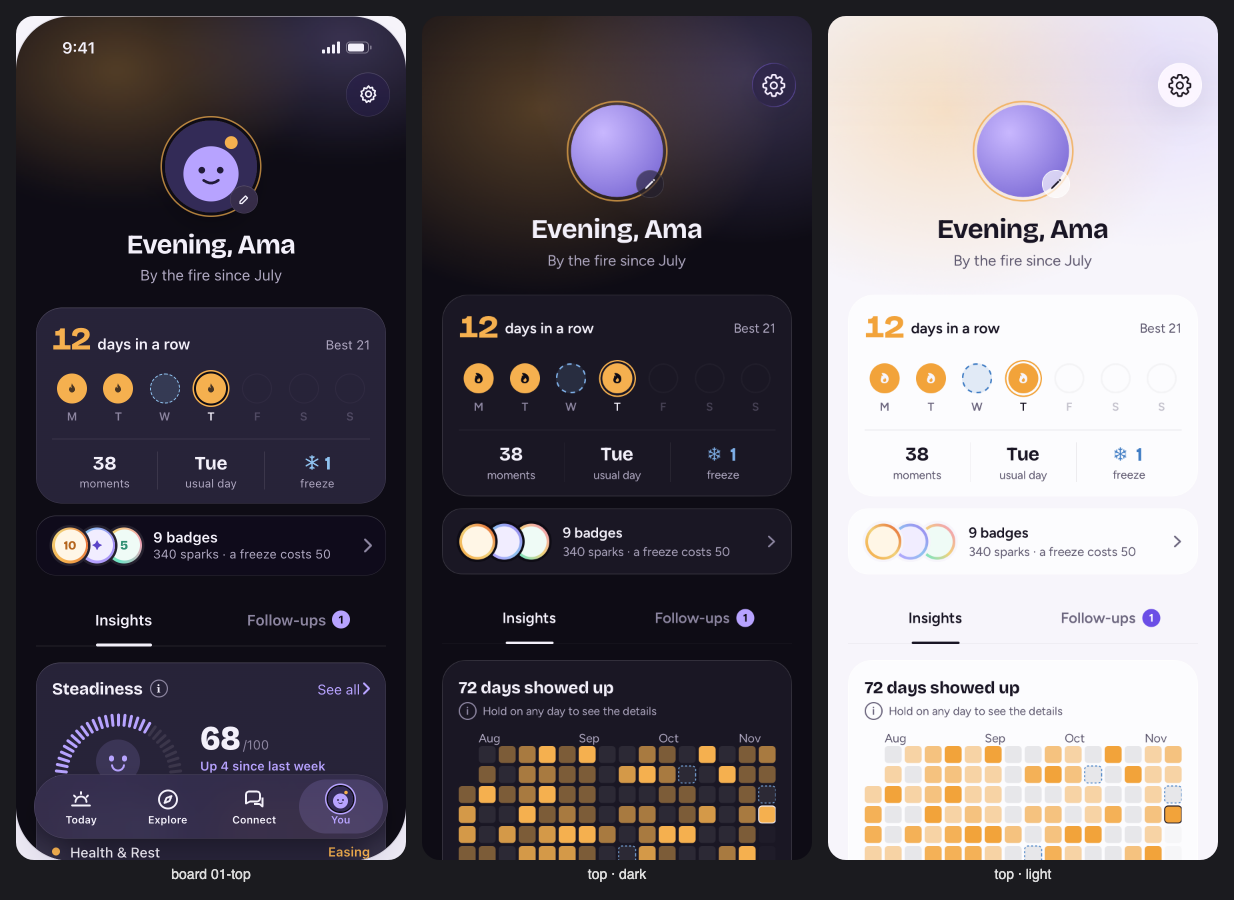 9:41
Evening, Ama
By the fire since July
12 days in a row
Best 21
M T W T F S S
38 Tue 1
moments usual day freeze
10 5
9 badges
340 sparks · a freeze costs 50
Insights Follow-ups 1
Steadiness i See all
68 /100
Up 4 since last week
Today Explore Connect You
Health & Rest Easing
board 01-top
Evening, Ama
By the fire since July
12 days in a row
Best 21
M T W T F S S
38 Tue 1
moments usual day freeze
9 badges
340 sparks · a freeze costs 50
Insights Follow-ups 1
72 days showed up
i Hold on any day to see the details
Aug Sep Oct Nov
top · dark
Evening, Ama
By the fire since July
12 days in a row
Best 21
M T W T F S S
38 Tue 1
moments usual day freeze
9 badges
340 sparks · a freeze costs 50
Insights Follow-ups 1
72 days showed up
i Hold on any day to see the details
Aug Sep Oct Nov
top · light